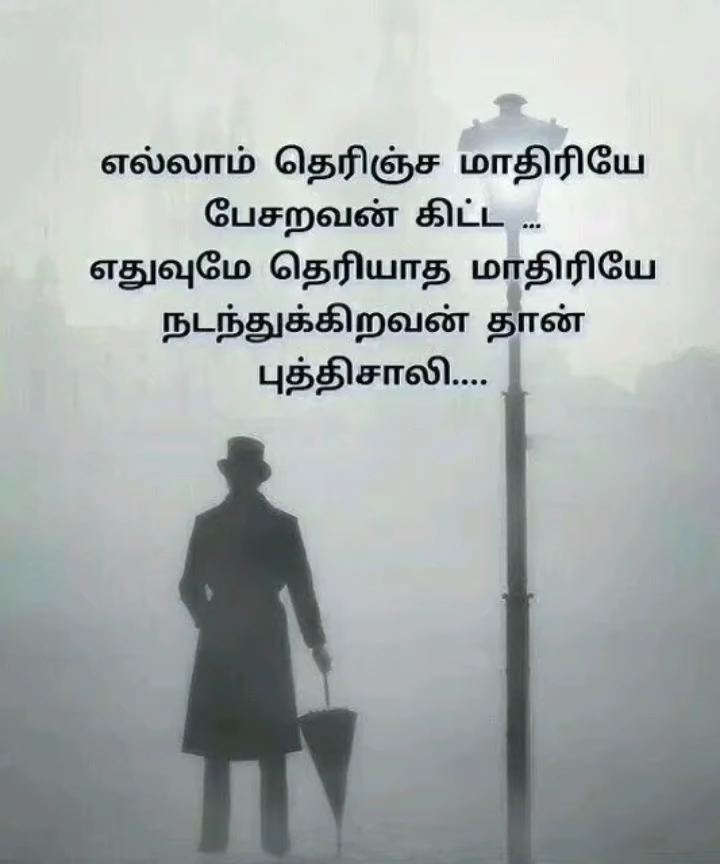 எல்லாம் தெரிஞ்ச மாதிரியே
பேசறவன் கிட்ட ...
எதுவுமே தெரியாத மாதிரியே
நடந்துக்கிறவன் தான்
புத்திசாலி....